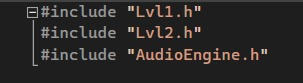 #include "Lvl1.h"
#include "Lvl2.h"
#include "AudioEngine.h"